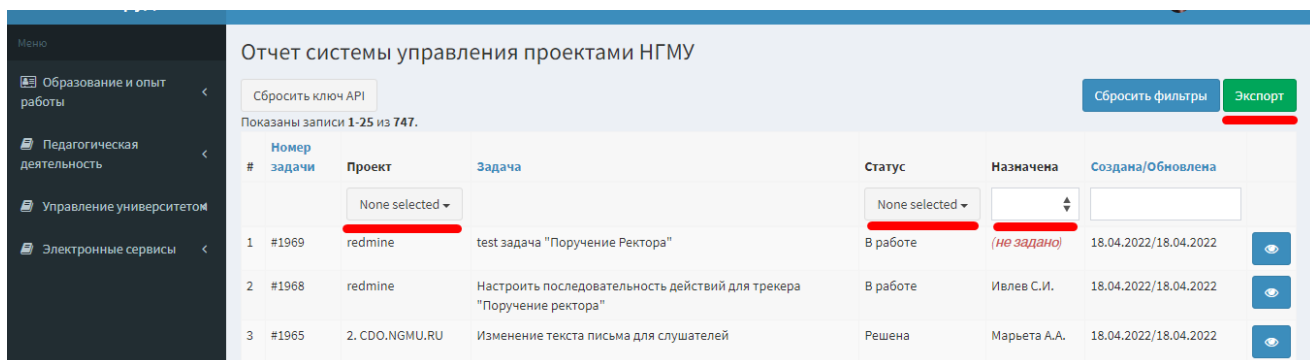 Меню
Отчет системы управления проектами НГМУ
Образование и опыт
работы
Сбросить ключ API
Сбросить фильтры
Экспорт
Показаны записи 1-25 из 747.
Педагогическая
деятельность
Управление университетом
Электронные сервисы
# Номер задачи Проект Задача Статус Назначена Создана/Обновлена
None selected None selected
1 #1969 redmine test задача "Поручение Ректора" В работе (не задано) 18.04.2022/18.04.2022
2 #1968 redmine Настроить последовательность действий для трекера В работе Ивлев С.И. 18.04.2022/18.04.2022
"Поручение ректора"
3 #1965 2. CDO.NGMU.RU Изменение текста письма для слушателей Решена Марьета А.А. 18.04.2022/18.04.2022